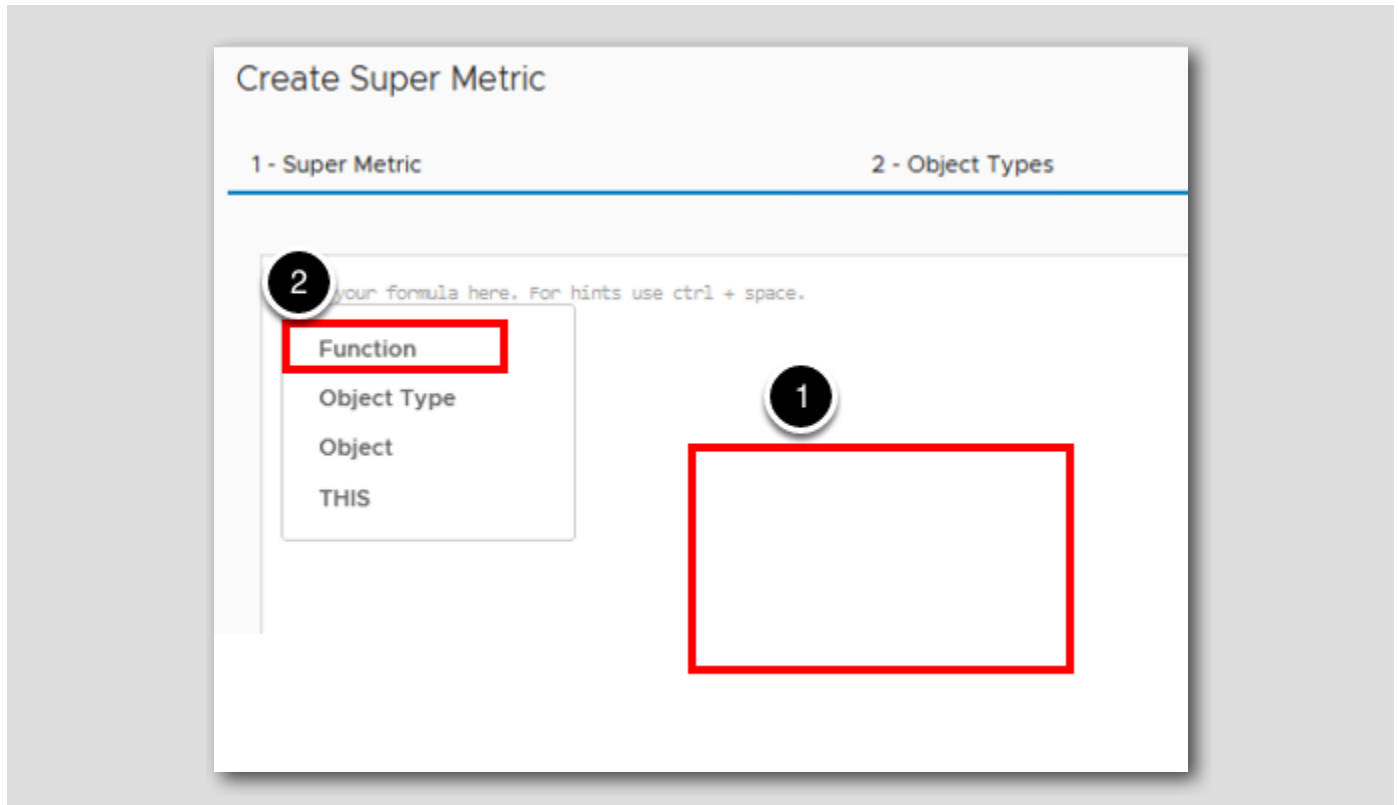 Create Super Metric
1 - Super Metric 2 - Object Types
2
your formula here. For hints use ctrl + space.
Function
Object Type
1
Object
THIS